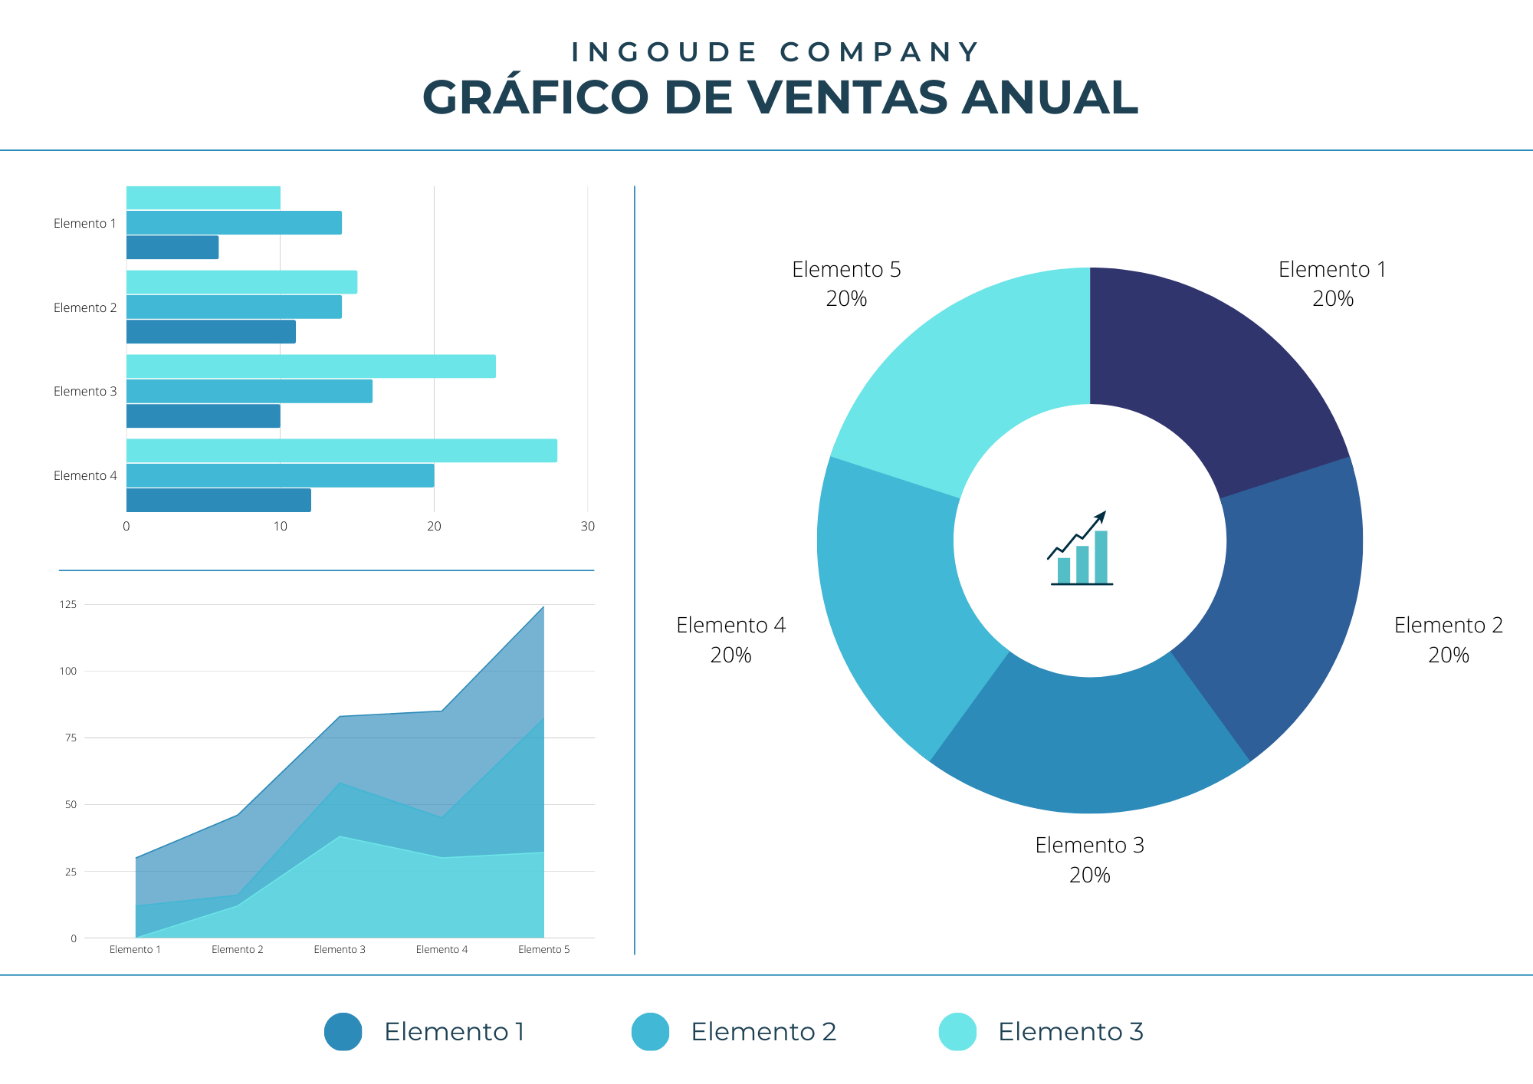 INGOUDE COMPANY
GRÁFICO DE VENTAS ANUAL
Elemento 1
Elemento 2
Elemento 3
Elemento 4
0 10 20 30
125
100
75
50
25
0
Elemento 1 Elemento 2 Elemento 3 Elemento 4 Elemento 5
Elemento 5
20%
Elemento 1
20%
Elemento 4
20%
Elemento 2
20%
Elemento 3
20%
Elemento 1 Elemento 2 Elemento 3